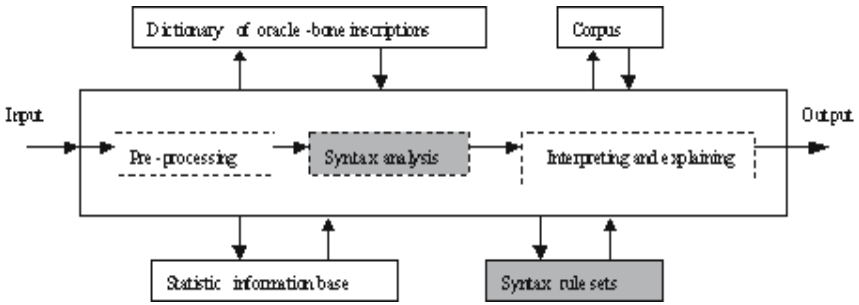 Dictionary of oracle-bone inscriptions
Corpus
Input
Output
Pre-processing
Syntax analysis
Interpreting and explaining
Statistic information base
Syntax rule sets